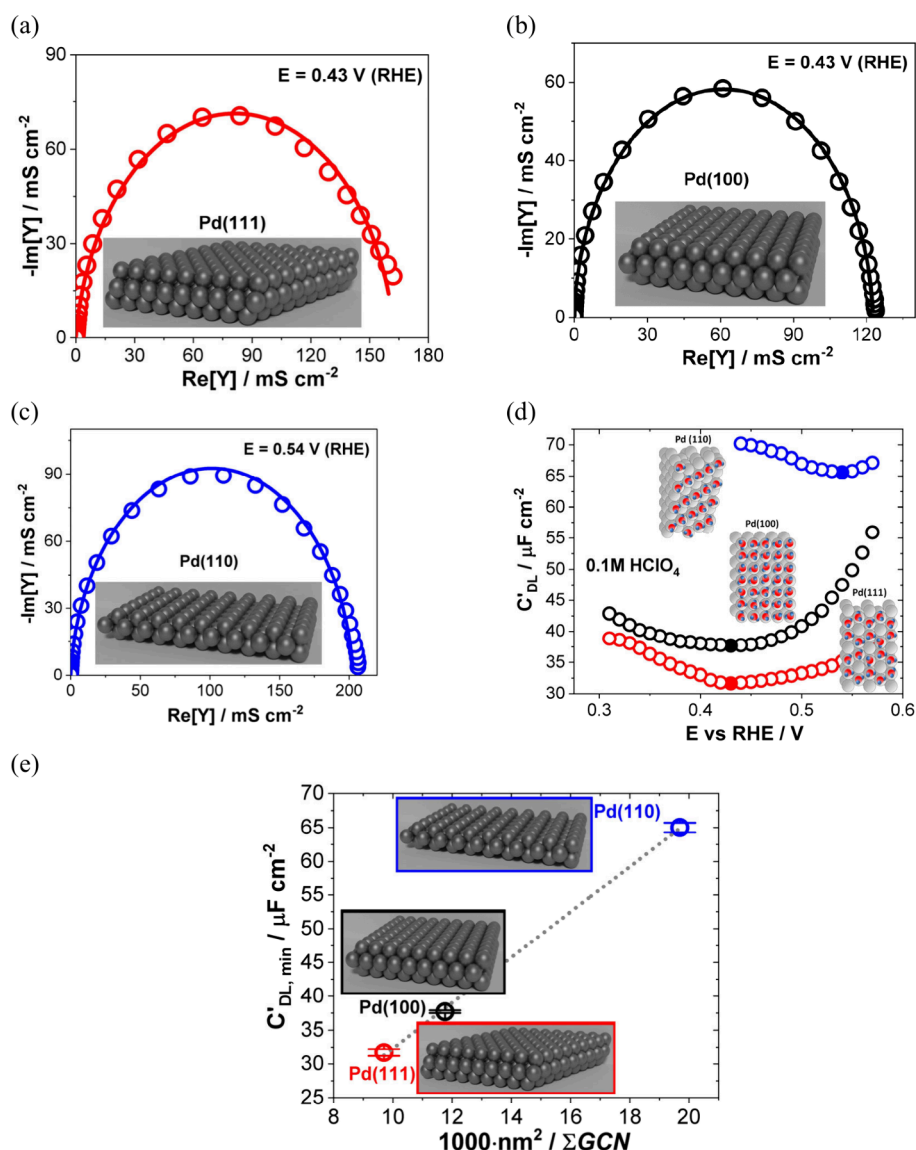 (a)
90
60
30
0
-Im[Y] / mS cm-2
E = 0.43 V (RHE)
Pd(111)
0 30 60 90 120 150 180
Re[Y] / mS cm-2
(b)
60
40
20
0
-Im[Y] / mS cm-2
E = 0.43 V (RHE)
Pd(100)
0 30 60 90 120
Re[Y] / mS cm-2
(c)
90
60
30
0
-Im[Y] / mS cm-2
E = 0.54 V (RHE)
Pd(110)
0 40 80 120 160 200
Re[Y] / mS cm-2
(d)
70
65
60
55
50
45
40
35
30
C'DL / μF cm-2
Pd (110)
Pd(100)
0.1M HClO4
Pd(111)
0.3 0.4 0.5 0.6
E vs RHE / V
(e)
70
65
60
55
50
45
40
35
30
25
C'DL, min / μF cm-2
Pd(110)
Pd(100)
Pd(111)
8 10 12 14 16 18 20
1000·nm2 / ΣGCN